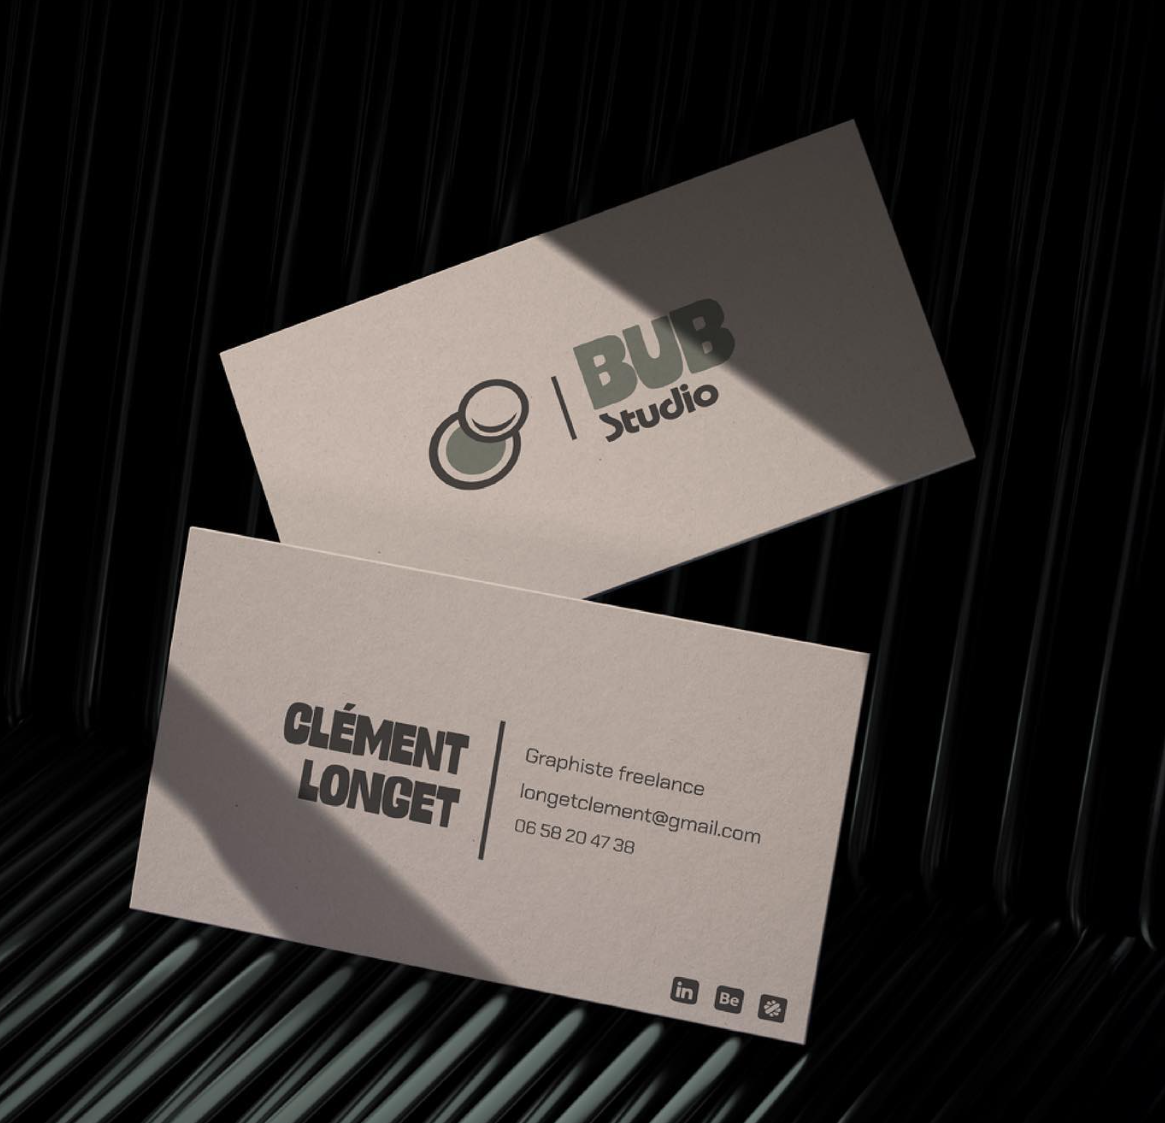 BUB
Studio
CLÉMENT
LONGET
Graphiste freelance
longetclement@gmail.com
06 58 20 47 38
in
Be